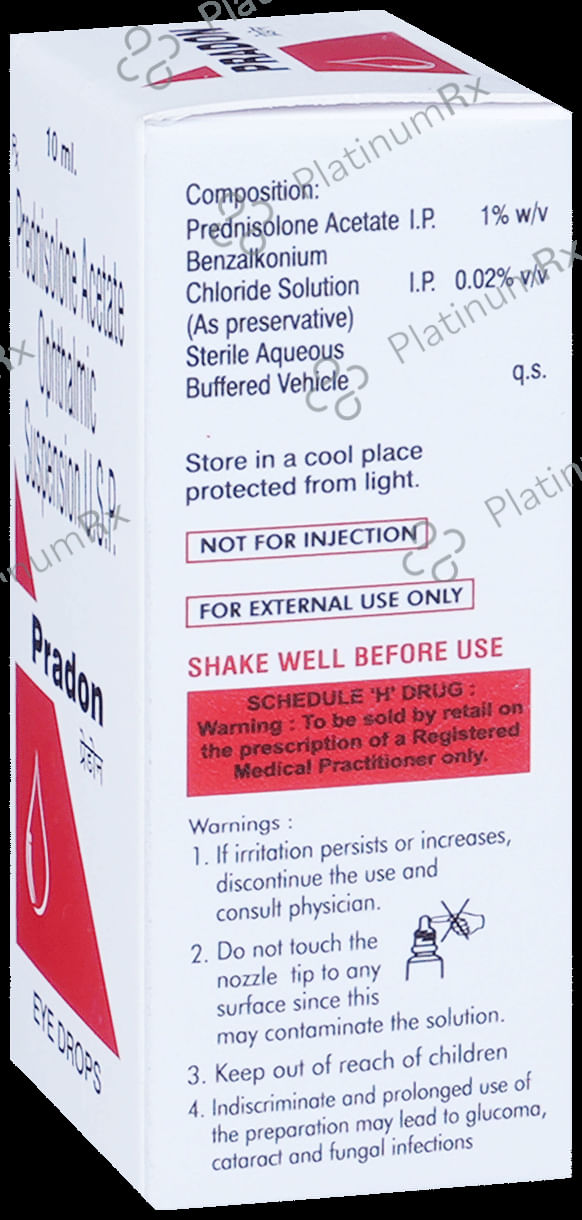 PRADON
Rx
10 ml.
Prednisolone Acetate
Ophthalmic
Suspension U.S.P.
Pradon
प्रेडोन
EYE DROPS
Composition:
Prednisolone Acetate I.P. 1% w/v
Benzalkonium
Chloride Solution I.P. 0.02% v/v
(As preservative)
Sterile Aqueous
Buffered Vehicle q.s.
Store in a cool place
protected from light.
NOT FOR INJECTION
FOR EXTERNAL USE ONLY
SHAKE WELL BEFORE USE
SCHEDULE 'H' DRUG :
Warning : To be sold by retail on
the prescription of a Registered
Medical Practitioner only.
Warnings :
1. If irritation persists or increases,
discontinue the use and
consult physician.
2. Do not touch the
nozzle tip to any
surface since this
may contaminate the solution.
3. Keep out of reach of children
4. Indiscriminate and prolonged use of
the preparation may lead to glucoma,
cataract and fungal infections
PlatinumRx
PlatinumRx